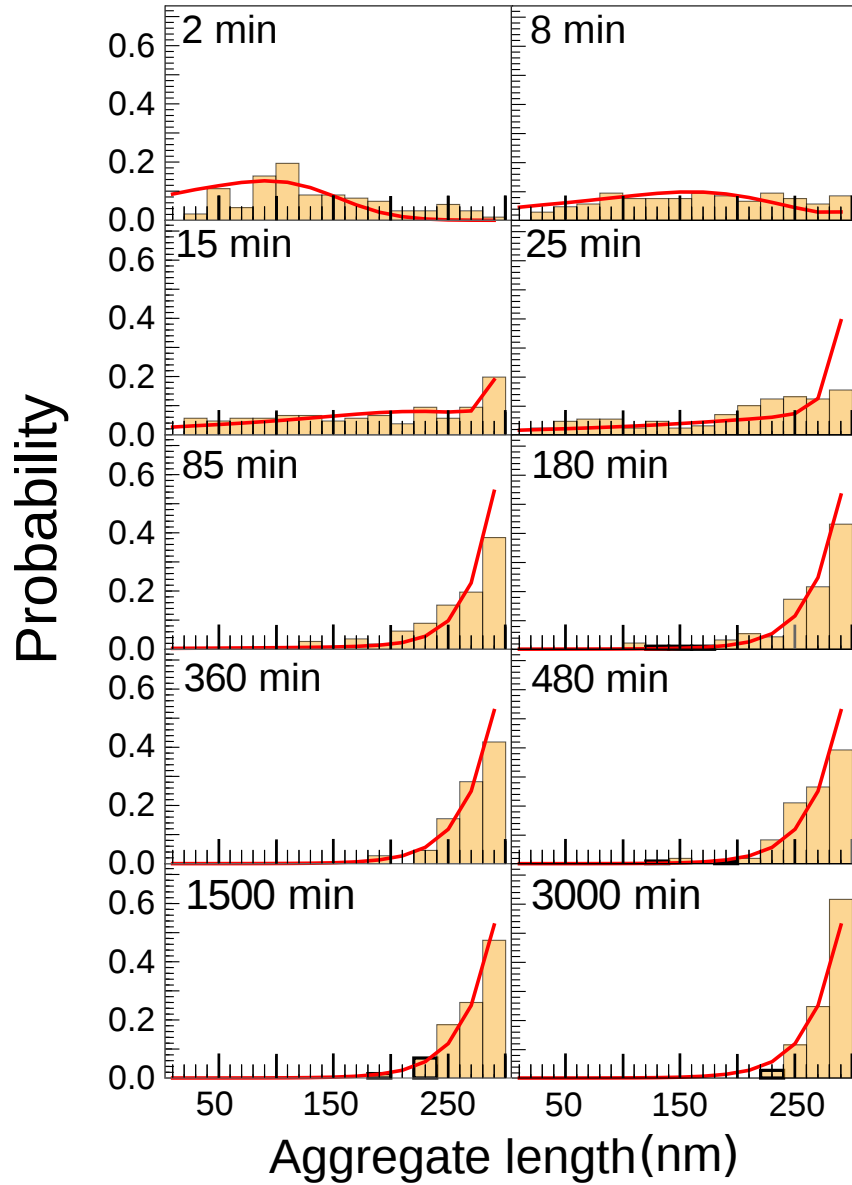 2 min
8 min
0.6
0.4
0.2
0.0
15 min
25 min
0.6
0.4
0.2
0.0
85 min
180 min
0.6
0.4
0.2
0.0
360 min
480 min
0.6
0.4
0.2
0.0
1500 min
3000 min
0.6
0.4
0.2
0.0
50 150 250 50 150 250
Probability
Aggregate length(nm)